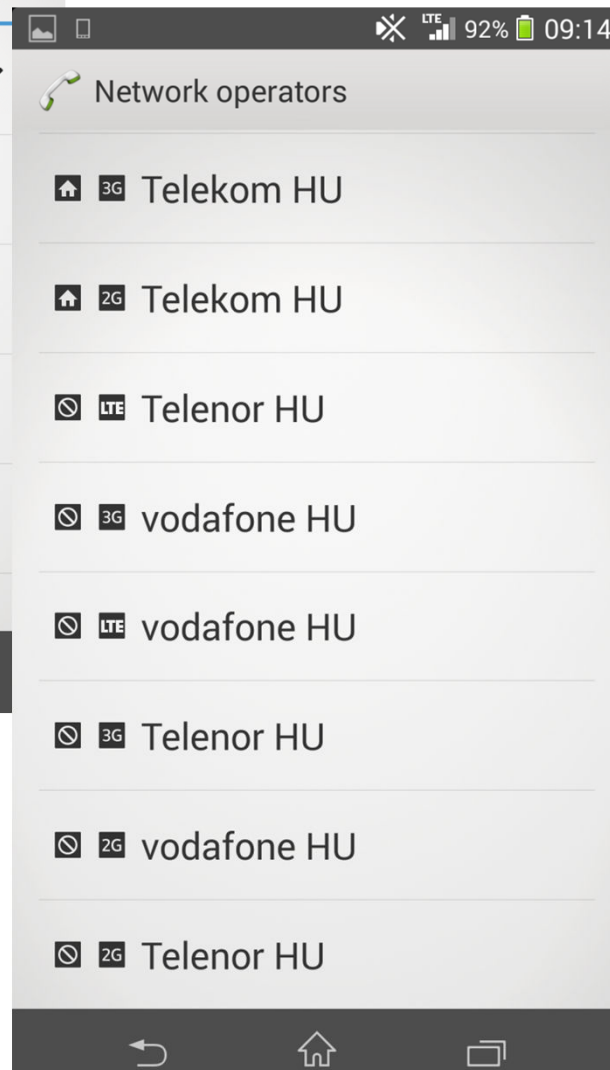 LTE 92% 09:14
Network operators
3G Telekom HU
2G Telekom HU
LTE Telenor HU
3G vodafone HU
LTE vodafone HU
3G Telenor HU
2G vodafone HU
2G Telenor HU